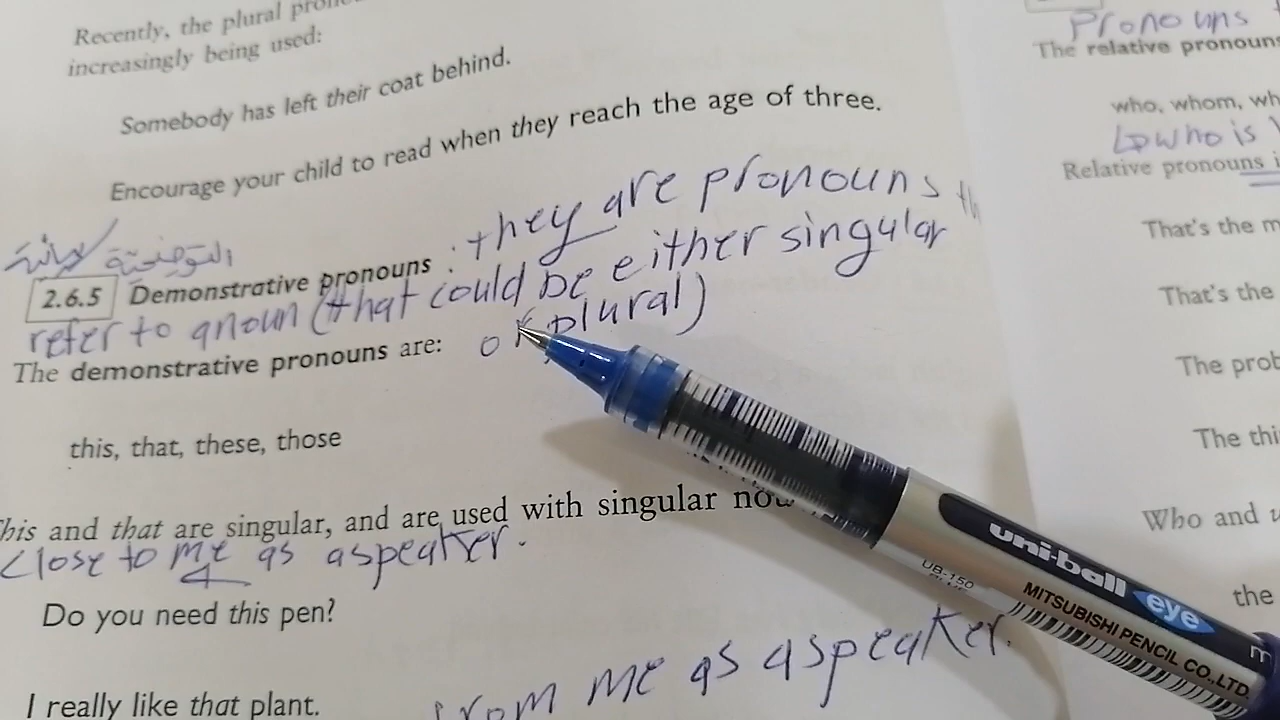 Recently, the plural
increasingly being used:
Somebody has left their coat behind.
Encourage your child to read when they reach the age of three.
التوضيحية
: they are pronouns th
2.6.5 Demonstrative pronouns
refer to a noun (that could be either singular
or plural)
The demonstrative pronouns are:
this, that, these, those
his and that are singular, and are used with singular nou
close to me as a speaker.
Do you need this pen?
from me as a speaker.
I really like that plant.
Pronouns
The relative pronouns
who, whom, wh
who is
Relative pronouns i
That's the m
That's the
The prob
The thi
Who and
the
uni-ball eye
UB-150
MITSUBISHI PENCIL CO., LTD.